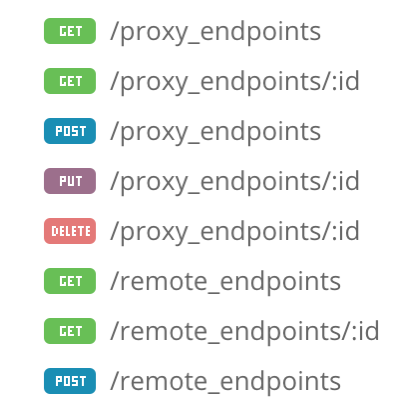 GET /proxy_endpoints
GET /proxy_endpoints/:id
POST /proxy_endpoints
PUT /proxy_endpoints/:id
DELETE /proxy_endpoints/:id
GET /remote_endpoints
GET /remote_endpoints/:id
POST /remote_endpoints